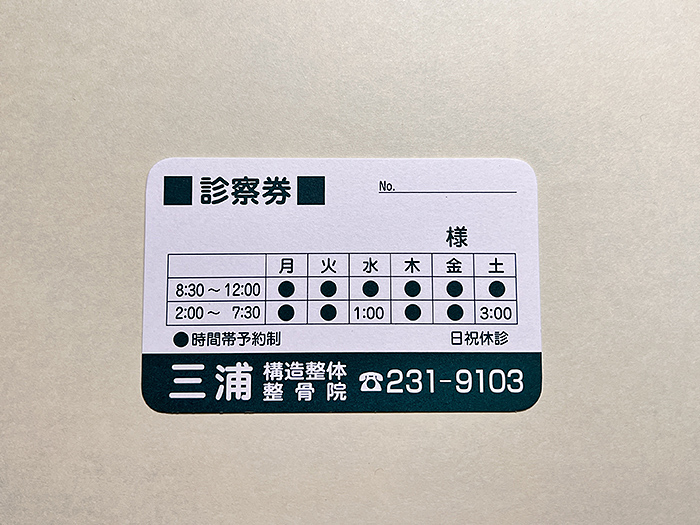 ■ 診察券 ■
No.
様
月 火 水 木 金 土
8:30～12:00 ● ● ● ● ● ●
2:00～ 7:30 ● ● 1:00 ● ● 3:00
●時間帯予約制 日祝休診
三浦 構造整体
整骨院 ☎231-9103